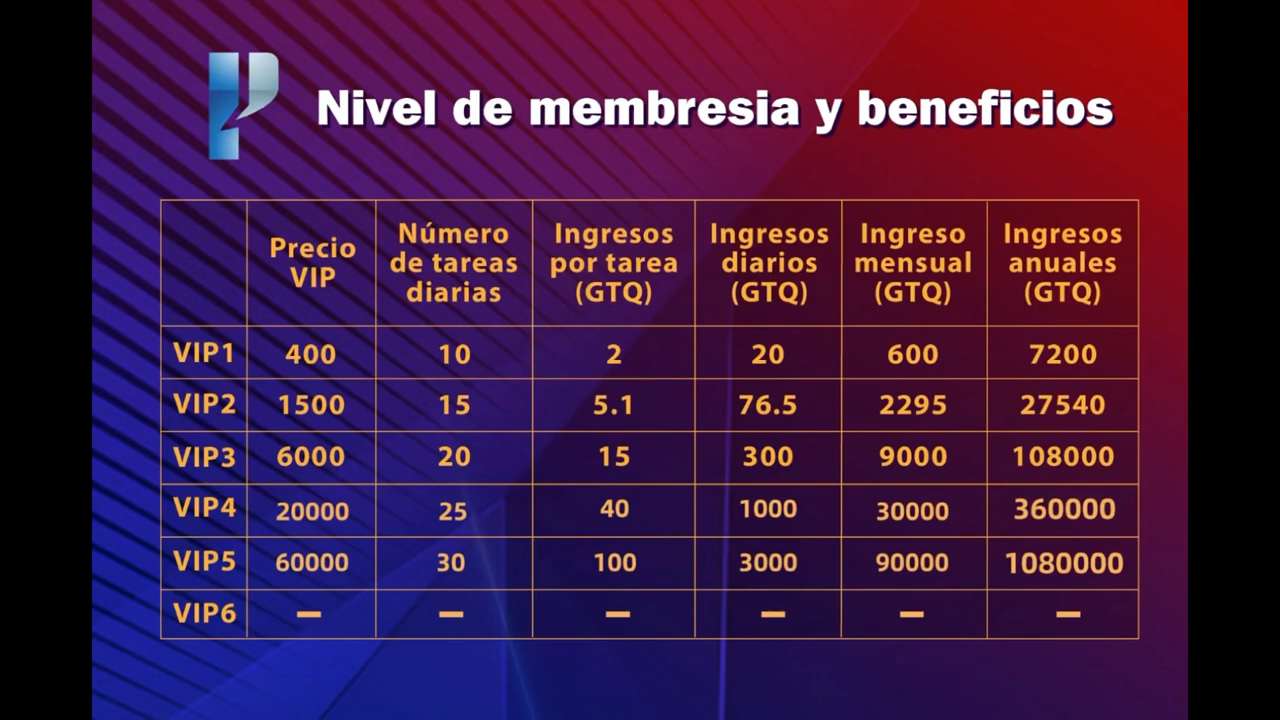 Nivel de membresia y beneficios
Precio VIP Número de tareas diarias Ingresos por tarea (GTQ) Ingresos diarios (GTQ) Ingreso mensual (GTQ) Ingresos anuales (GTQ)
VIP1 400 10 2 20 600 7200
VIP2 1500 15 5.1 76.5 2295 27540
VIP3 6000 20 15 300 9000 108000
VIP4 20000 25 40 1000 30000 360000
VIP5 60000 30 100 3000 90000 1080000
VIP6 – – – – – –